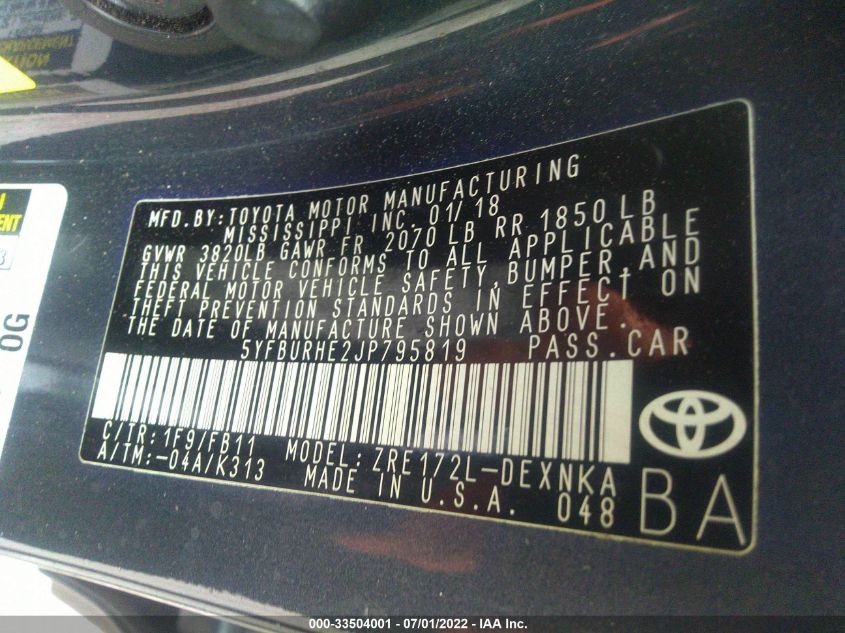 MFD.BY:TOYOTA MOTOR MANUFACTURING
MISSISSIPPI, INC. 01/18
GVWR 3820LB GAWR FR 2070 LB RR 1850 LB
THIS VEHICLE CONFORMS TO ALL APPLICABLE
FEDERAL MOTOR VEHICLE SAFETY,BUMPER,AND
THEFT PREVENTION STANDARDS IN EFFECT ON
THE DATE OF MANUFACTURE SHOWN ABOVE.
5YFBURHE2JP795819 PASS.CAR
C/TR:1F9/FB11 MODEL:ZRE172L-DEXNKA
A/TM:-04A/K313 MADE IN U.S.A. 048
BA
OG
000-33504001 - 07/01/2022 - IAA Inc.